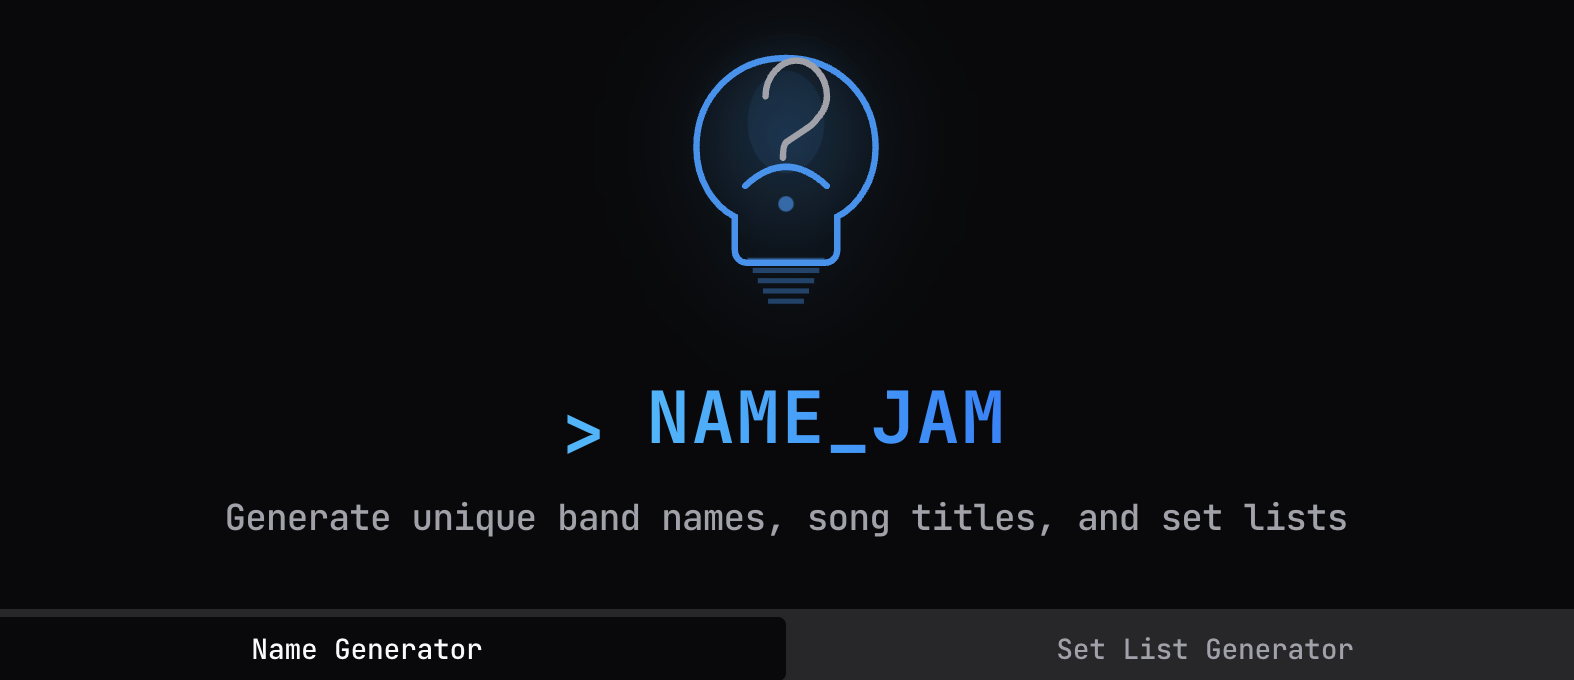 ?
> NAME_JAM
Generate unique band names, song titles, and set lists
Name Generator
Set List Generator